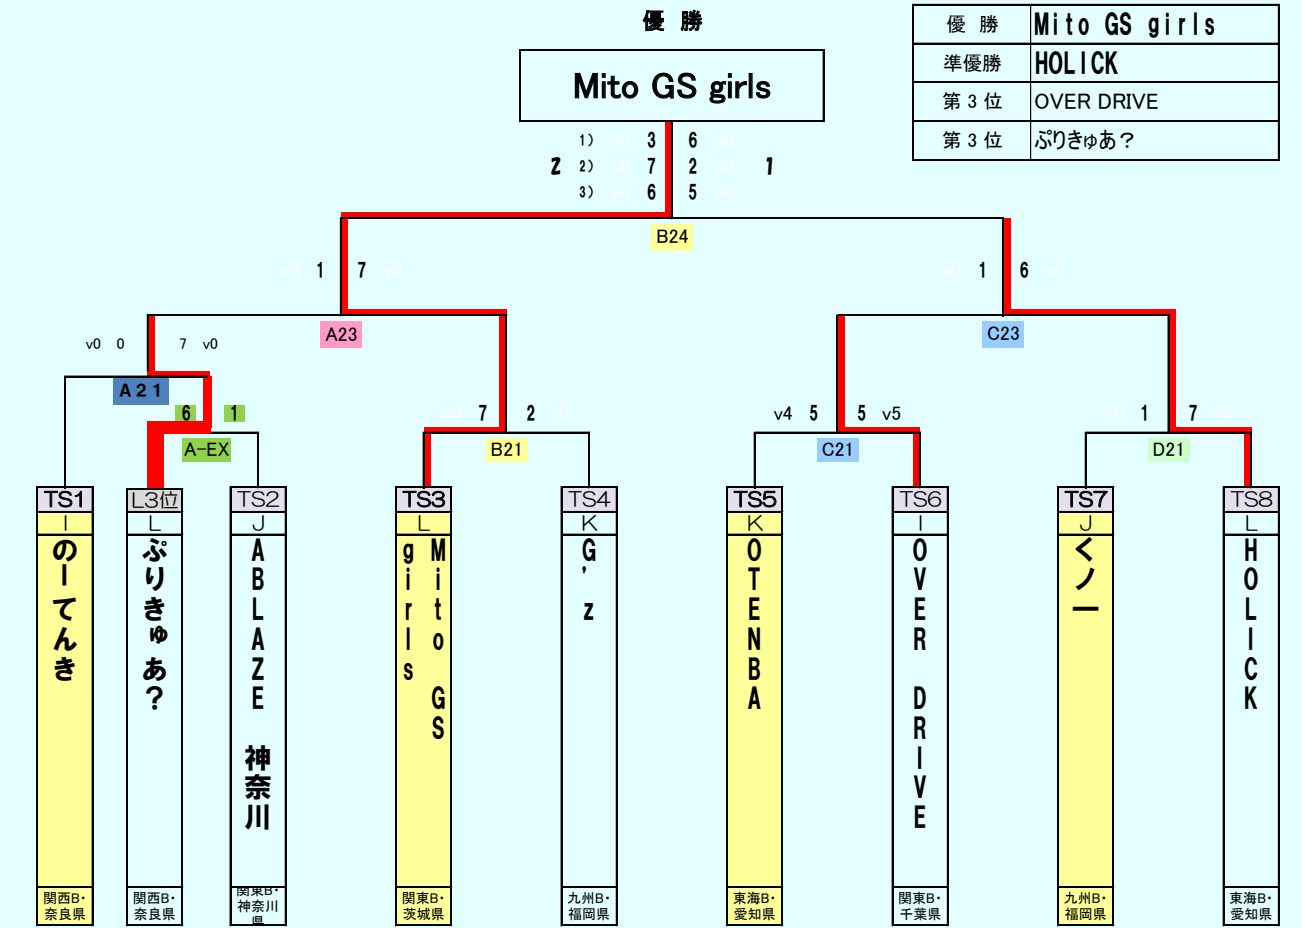 優 勝
Mito GS girls
優 勝 Mito GS girls
準優勝 HOLICK
第 3 位 OVER DRIVE
第 3 位 ぷりきゅあ？
1) v0 3 6 v0
2 2) v0 7 2 v0 1
3) v0 6 5 v0
B24
v0 1 7 v0
v0 1 6 v0
A23
C23
v0 0 7 v0
A21
6 1
A-EX
v0 7 2 v0
B21
v4 5 5 v5
C21
v0 1 7 v0
D21
TS1
I
のーてんき
関西B・
奈良県
L3位
L
ぷりきゅあ？
関西B・
奈良県
TS2
J
ABLAZE 神奈川
関東B・
神奈川
県
TS3
L
Mito GS
girls
関東B・
茨城県
TS4
K
G'z
九州B・
福岡県
TS5
K
OTENBA
東海B・
愛知県
TS6
I
OVER DRIVE
関東B・
千葉県
TS7
J
くノ一
九州B・
福岡県
TS8
L
HOLICK
東海B・
愛知県